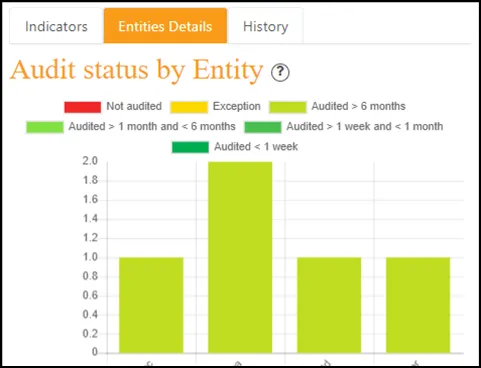 Indicators Entities Details History
Audit status by Entity ?
Not audited Exception Audited > 6 months
Audited > 1 month and < 6 months Audited > 1 week and < 1 month
Audited < 1 week
2.0
1.8
1.6
1.4
1.2
1.0
0.8
0.6
0.4
0.2
0